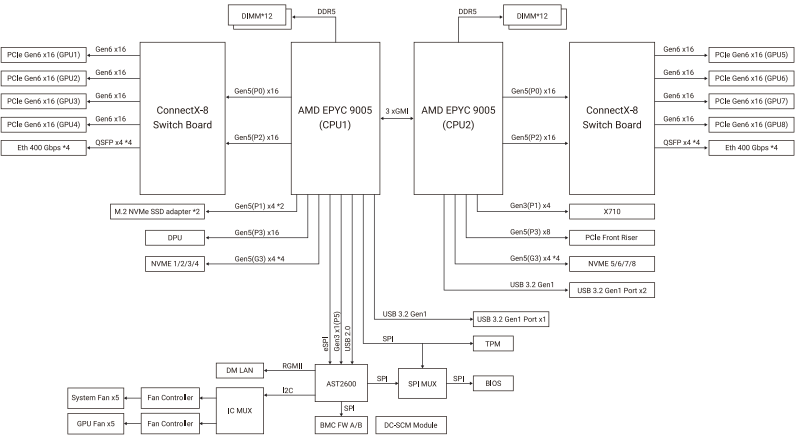 DIMM*12
DDR5
DDR5
DIMM*12
PCIe Gen6 x16 (GPU1)
Gen6 x16
PCIe Gen6 x16 (GPU2)
Gen6 x16
PCIe Gen6 x16 (GPU3)
Gen6 x16
PCIe Gen6 x16 (GPU4)
Gen6 x16
Eth 400 Gbps *4
QSFP x4 *4
ConnectX-8
Switch Board
Gen5(P0) x16
Gen5(P2) x16
AMD EPYC 9005
(CPU1)
3 xGMI
AMD EPYC 9005
(CPU2)
Gen5(P0) x16
Gen5(P2) x16
ConnectX-8
Switch Board
Gen6 x16
PCIe Gen6 x16 (GPU5)
Gen6 x16
PCIe Gen6 x16 (GPU6)
Gen6 x16
PCIe Gen6 x16 (GPU7)
Gen6 x16
PCIe Gen6 x16 (GPU8)
QSFP x4 *4
Eth 400 Gbps *4
M.2 NVMe SSD adapter *2
Gen5(P1) x4 *2
DPU
Gen5(P3) x16
NVME 1/2/3/4
Gen5(G3) x4 *4
Gen3(P1) x4
X710
Gen5(P3) x8
PCIe Front Riser
Gen5(G3) x4 *4
NVME 5/6/7/8
USB 3.2 Gen1
USB 3.2 Gen1 Port x2
USB 3.2 Gen1
USB 3.2 Gen1 Port x1
eSPI
Gen3 x1(P5)
USB 2.0
SPI
TPM
DM LAN
RGMII
AST2600
SPI
SPI MUX
SPI
BIOS
I2C
System Fan x5
Fan Controller
IC MUX
GPU Fan x5
Fan Controller
SPI
BMC FW A/B
DC-SCM Module